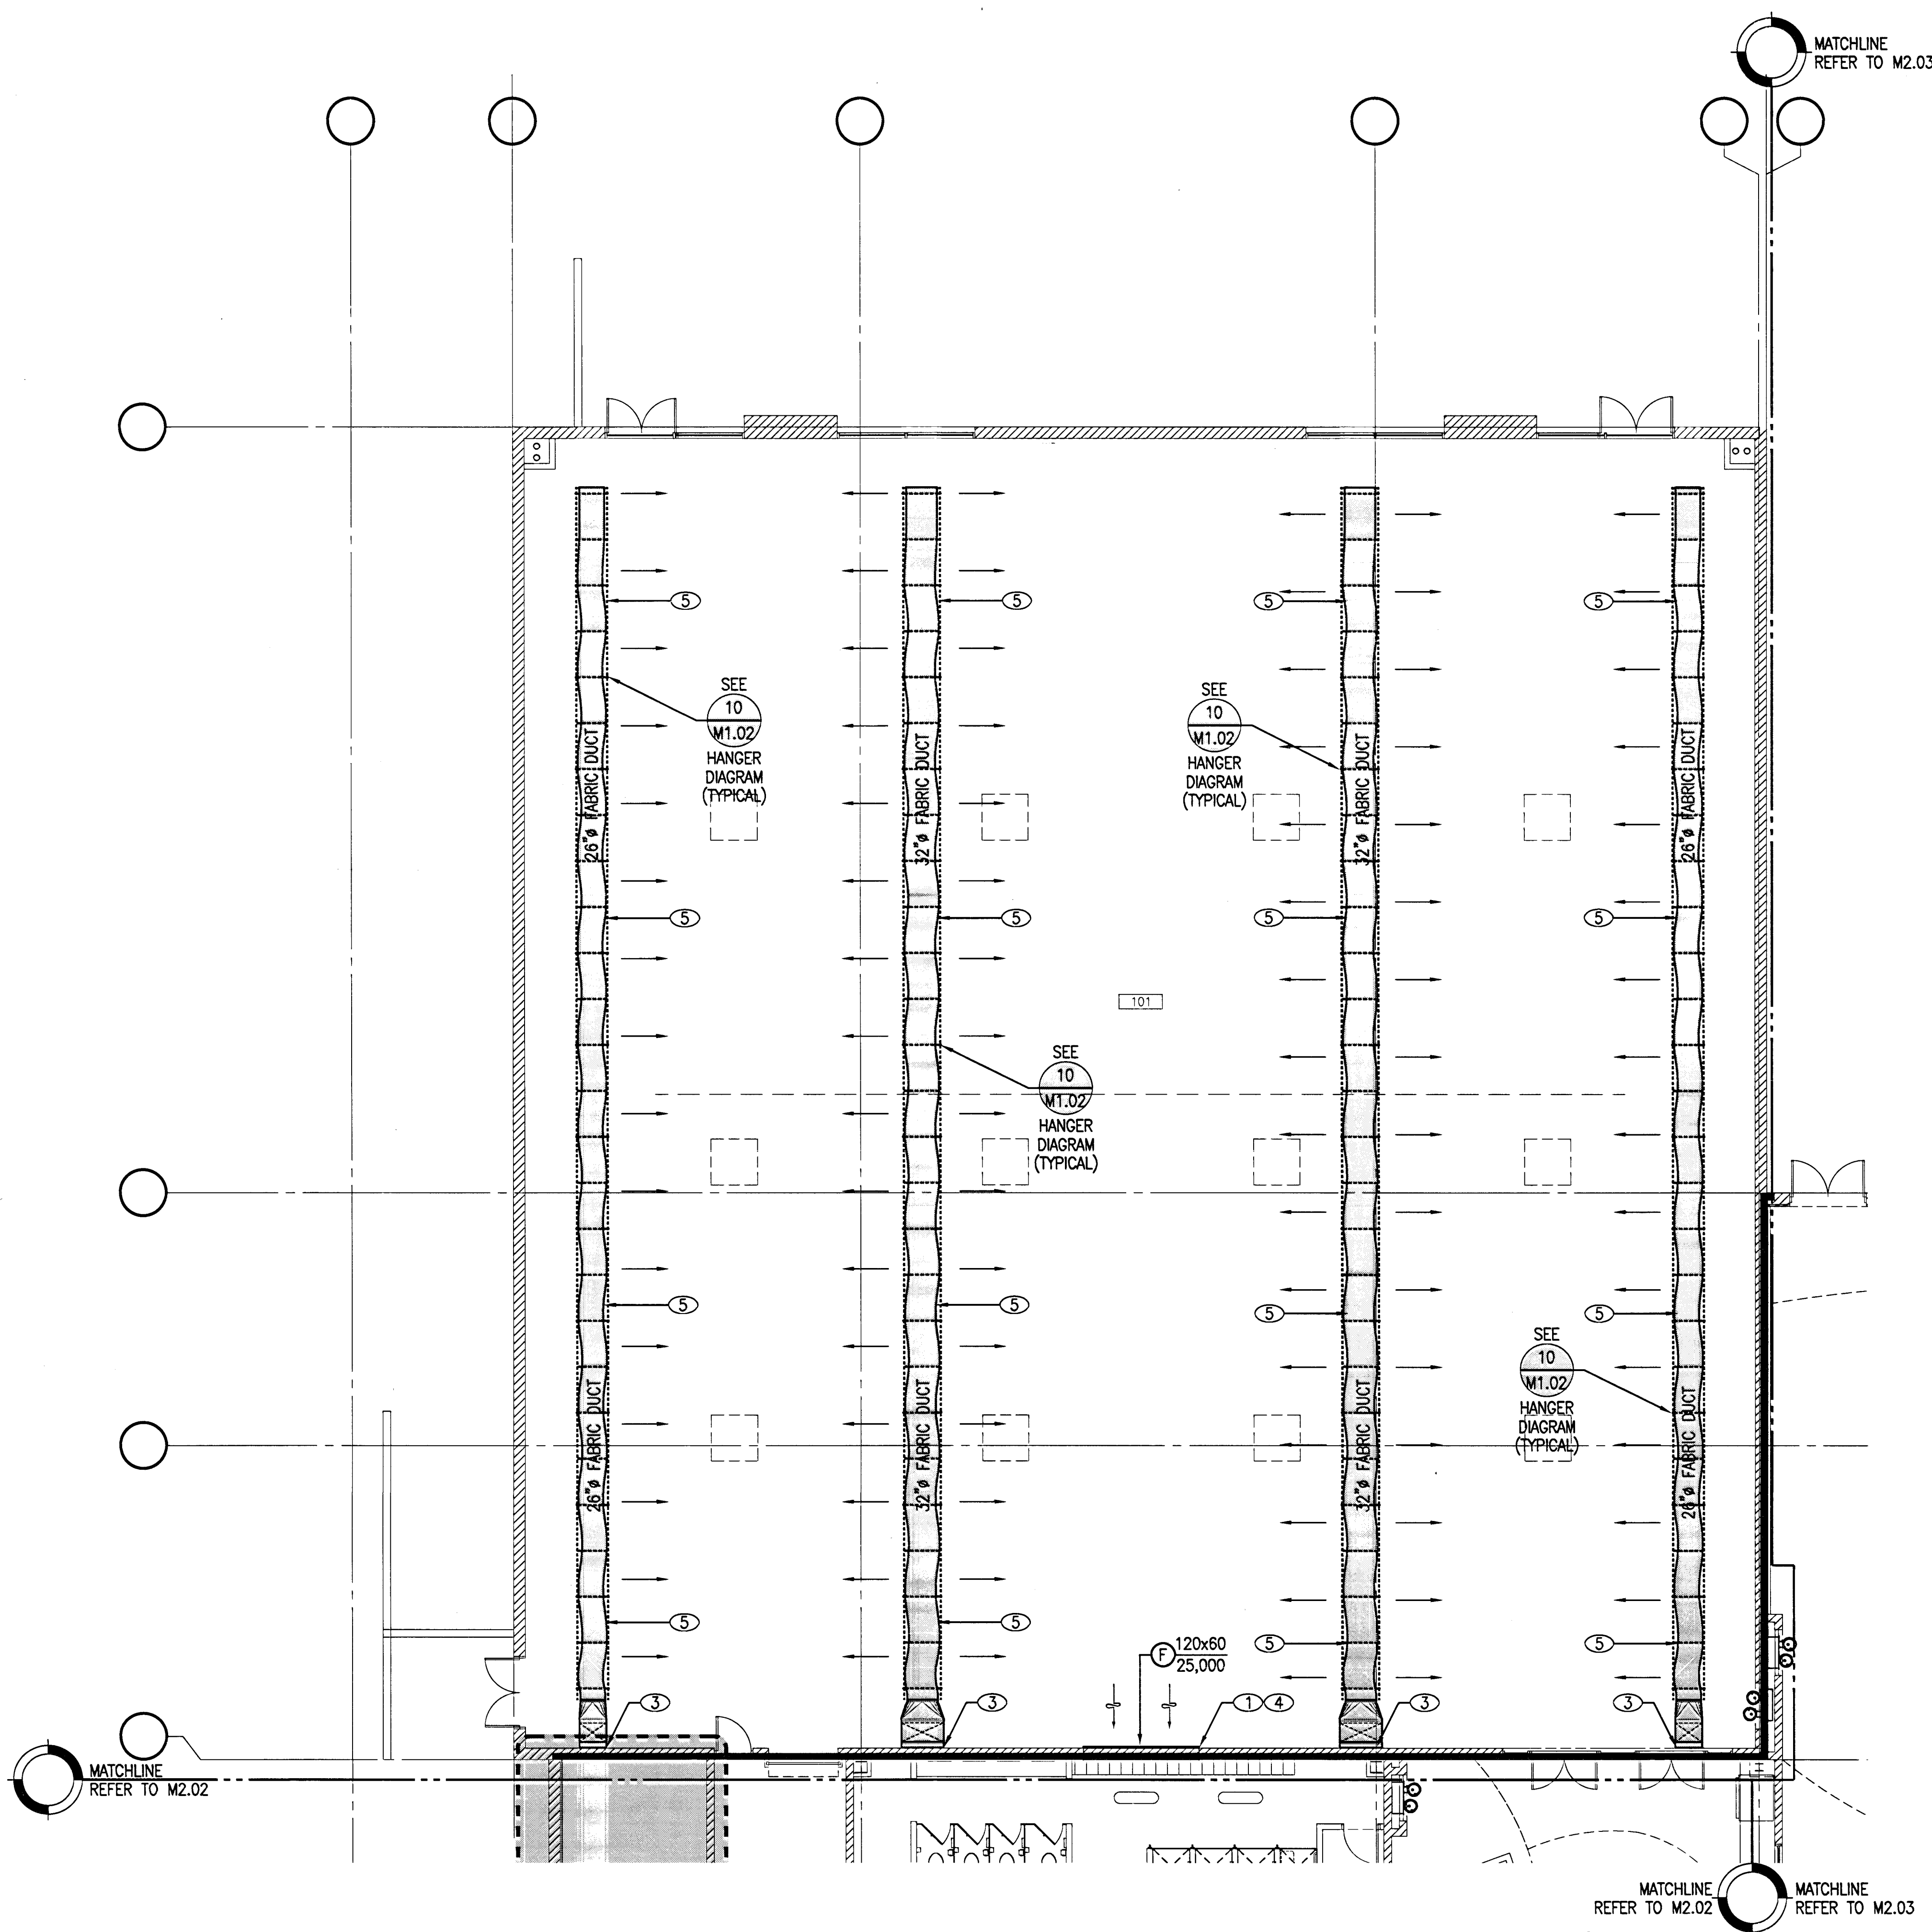 MATCHLINE
REFER TO M2.03
5
5
5
5
SEE
10
M1.02
HANGER
DIAGRAM
(TYPICAL)
SEE
10
M1.02
HANGER
DIAGRAM
(TYPICAL)
26"ø FABRIC DUCT
32"ø FABRIC DUCT
32"ø FABRIC DUCT
26"ø FABRIC DUCT
5
5
5
5
101
SEE
10
M1.02
HANGER
DIAGRAM
(TYPICAL)
5
5
5
5
SEE
10
M1.02
HANGER
DIAGRAM
(TYPICAL)
26"ø FABRIC DUCT
32"ø FABRIC DUCT
32"ø FABRIC DUCT
26"ø FABRIC DUCT
5
5
5
5
F 120x60
25,000
3
3
1 4
3
3
MATCHLINE
REFER TO M2.02
MATCHLINE
REFER TO M2.02
MATCHLINE
REFER TO M2.03